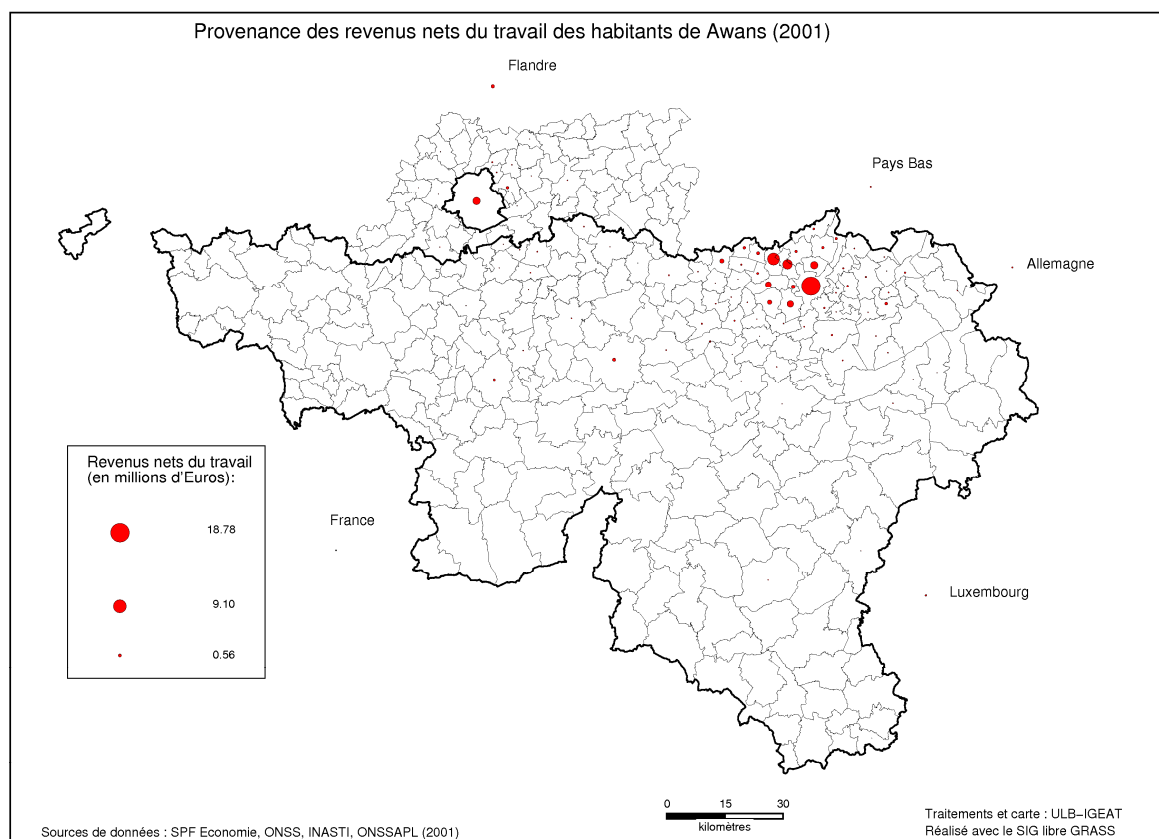 Provenance des revenus nets du travail des habitants de Awans (2001)
Flandre
Pays Bas
Allemagne
Revenus nets du travail
(en millions d'Euros):
18.78
9.10
0.56
France
Luxembourg
0 15 30
kilomètres
Sources de données : SPF Economie, ONSS, INASTI, ONSSAPL (2001)
Traitements et carte : ULB-IGEAT
Réalisé avec le SIG libre GRASS